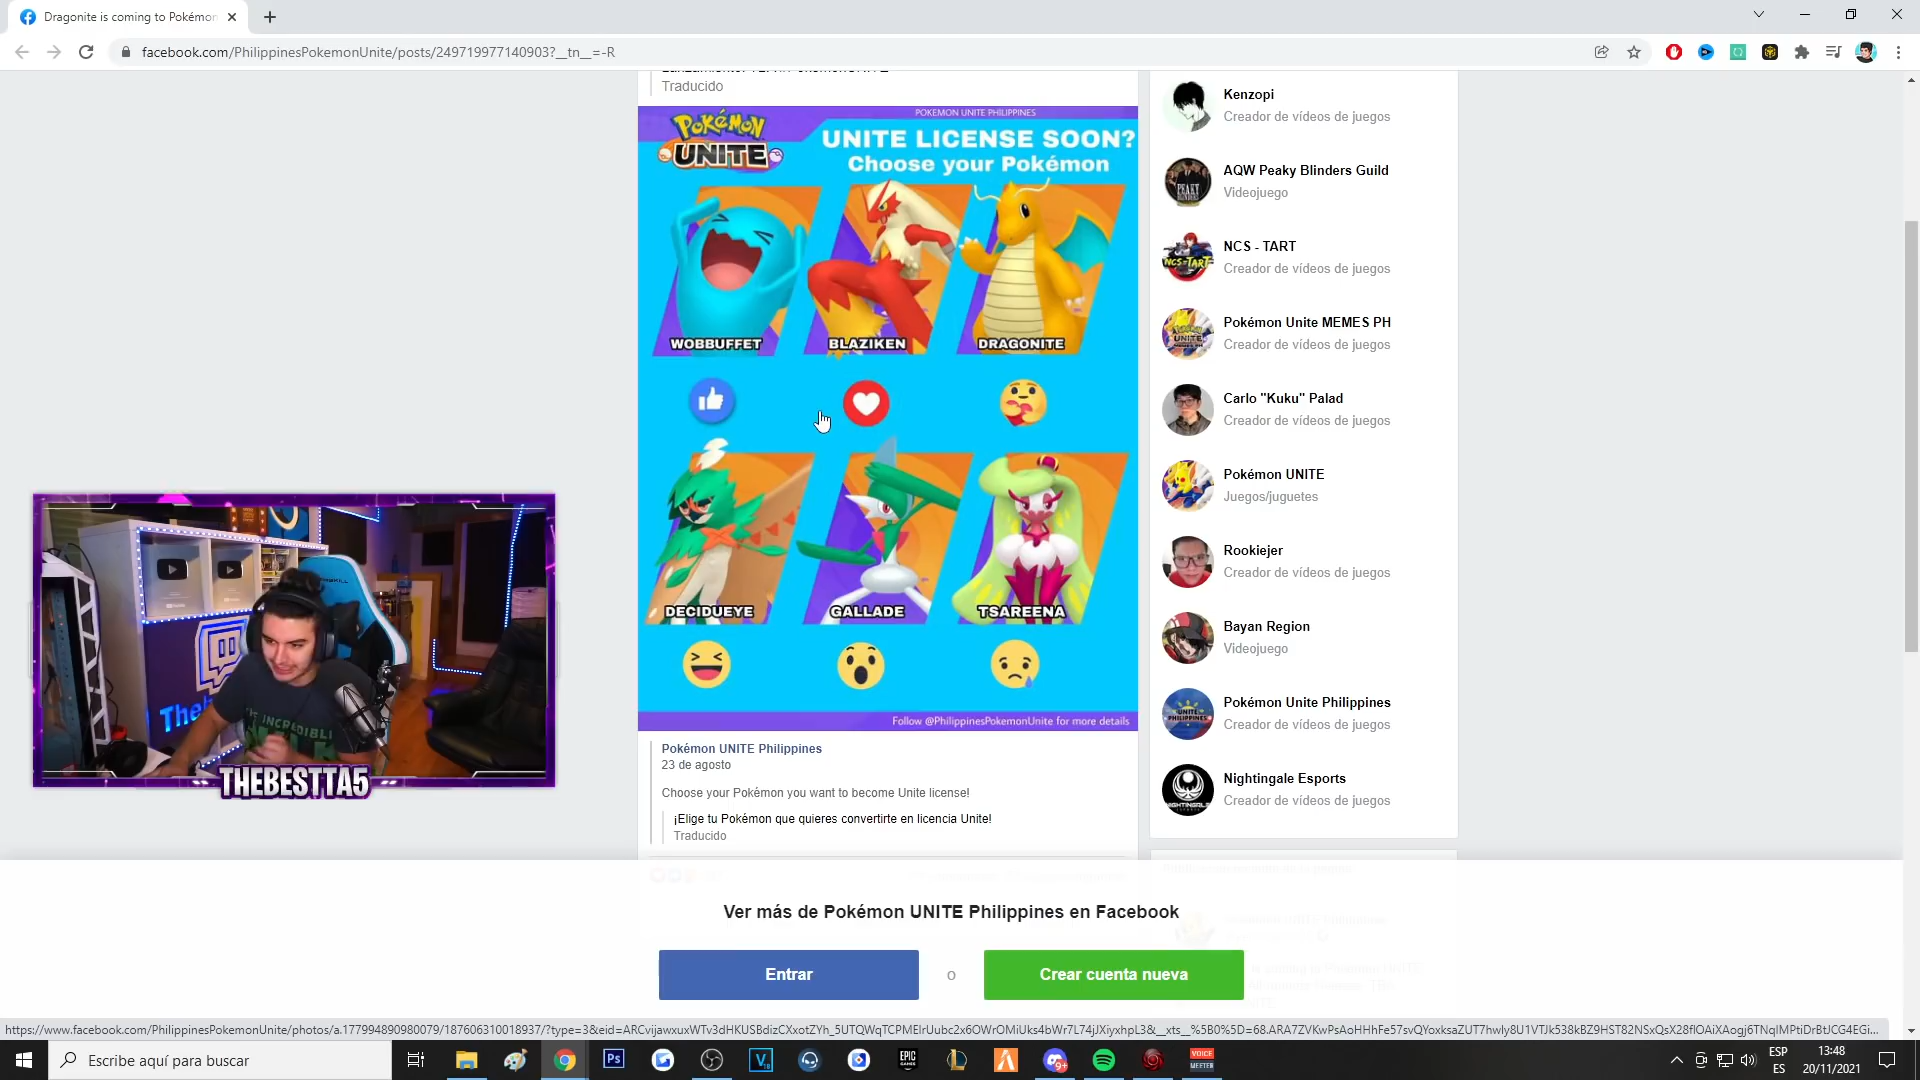 Dragonite is coming to Pokémon
facebook.com/PhilippinesPokemonUnite/posts/249719977140903?__tn__=-R
Traducido
POKEMON UNITE PHILIPPINES
POKÉMON
UNITE
UNITE LICENSE SOON?
Choose your Pokémon
WOBBUFFET
BLAZIKEN
DRAGONITE
DECIDUEYE
GALLADE
TSAREENA
Follow @PhilippinesPokemonUnite for more details
Pokémon UNITE Philippines
23 de agosto
Choose your Pokémon you want to become Unite license!
¡Elige tu Pokémon que quieres convertirte en licencia Unite!
Traducido
Kenzopi
Creador de vídeos de juegos
AQW Peaky Blinders Guild
Videojuego
NCS - TART
Creador de vídeos de juegos
Pokémon Unite MEMES PH
Creador de vídeos de juegos
Carlo "Kuku" Palad
Creador de vídeos de juegos
Pokémon UNITE
Juegos/juguetes
Rookiejer
Creador de vídeos de juegos
Bayan Region
Videojuego
Pokémon Unite Philippines
Creador de vídeos de juegos
Nightingale Esports
Creador de vídeos de juegos
THEBESTTA5
Ver más de Pokémon UNITE Philippines en Facebook
Entrar
o
Crear cuenta nueva
Escribe aquí para buscar
Ps
EPIC
GAMES
9+
VOICE
MEETER
ESP
ES
13:48
20/11/2021